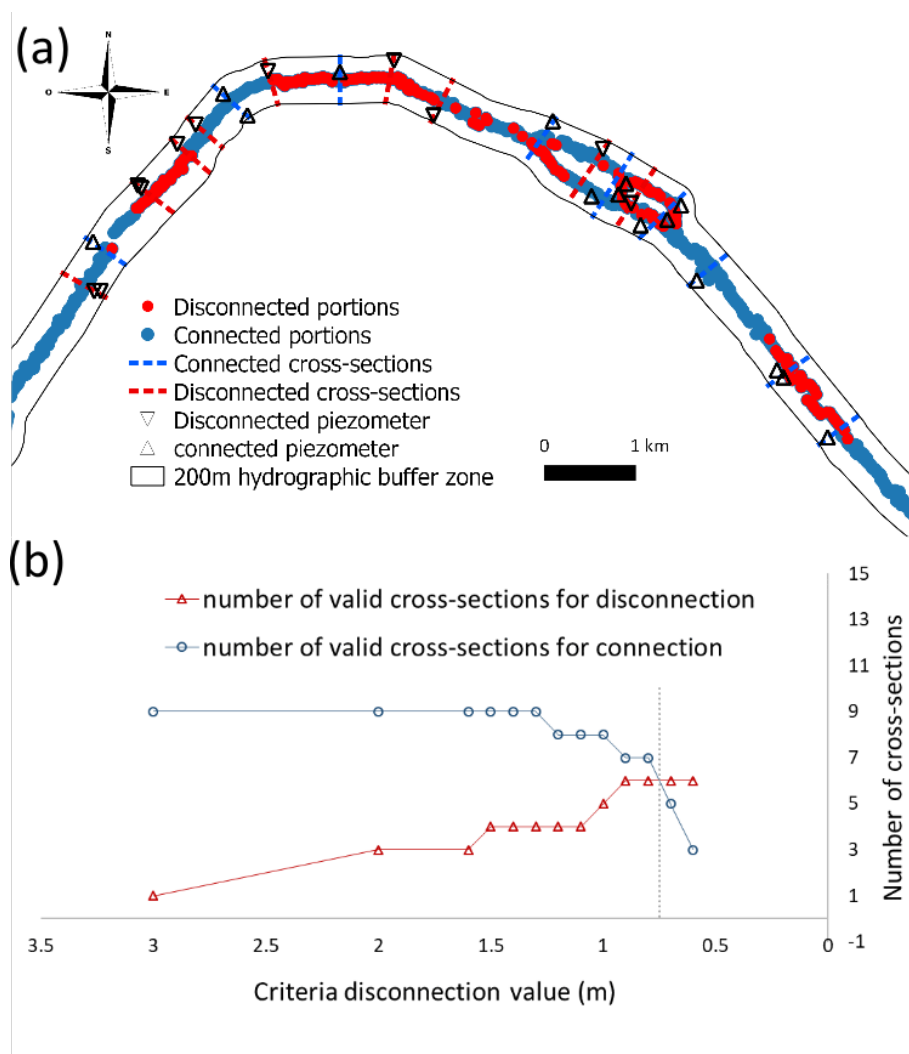 (a)
N
O
E
S
Disconnected portions
Connected portions
Connected cross-sections
Disconnected cross-sections
Disconnected piezometer
connected piezometer
200m hydrographic buffer zone
0 1 km
(b)
number of valid cross-sections for disconnection
number of valid cross-sections for connection
15
13
11
9
7
5
3
1
-1
Number of cross-sections
3.5 3 2.5 2 1.5 1 0.5 0
Criteria disconnection value (m)